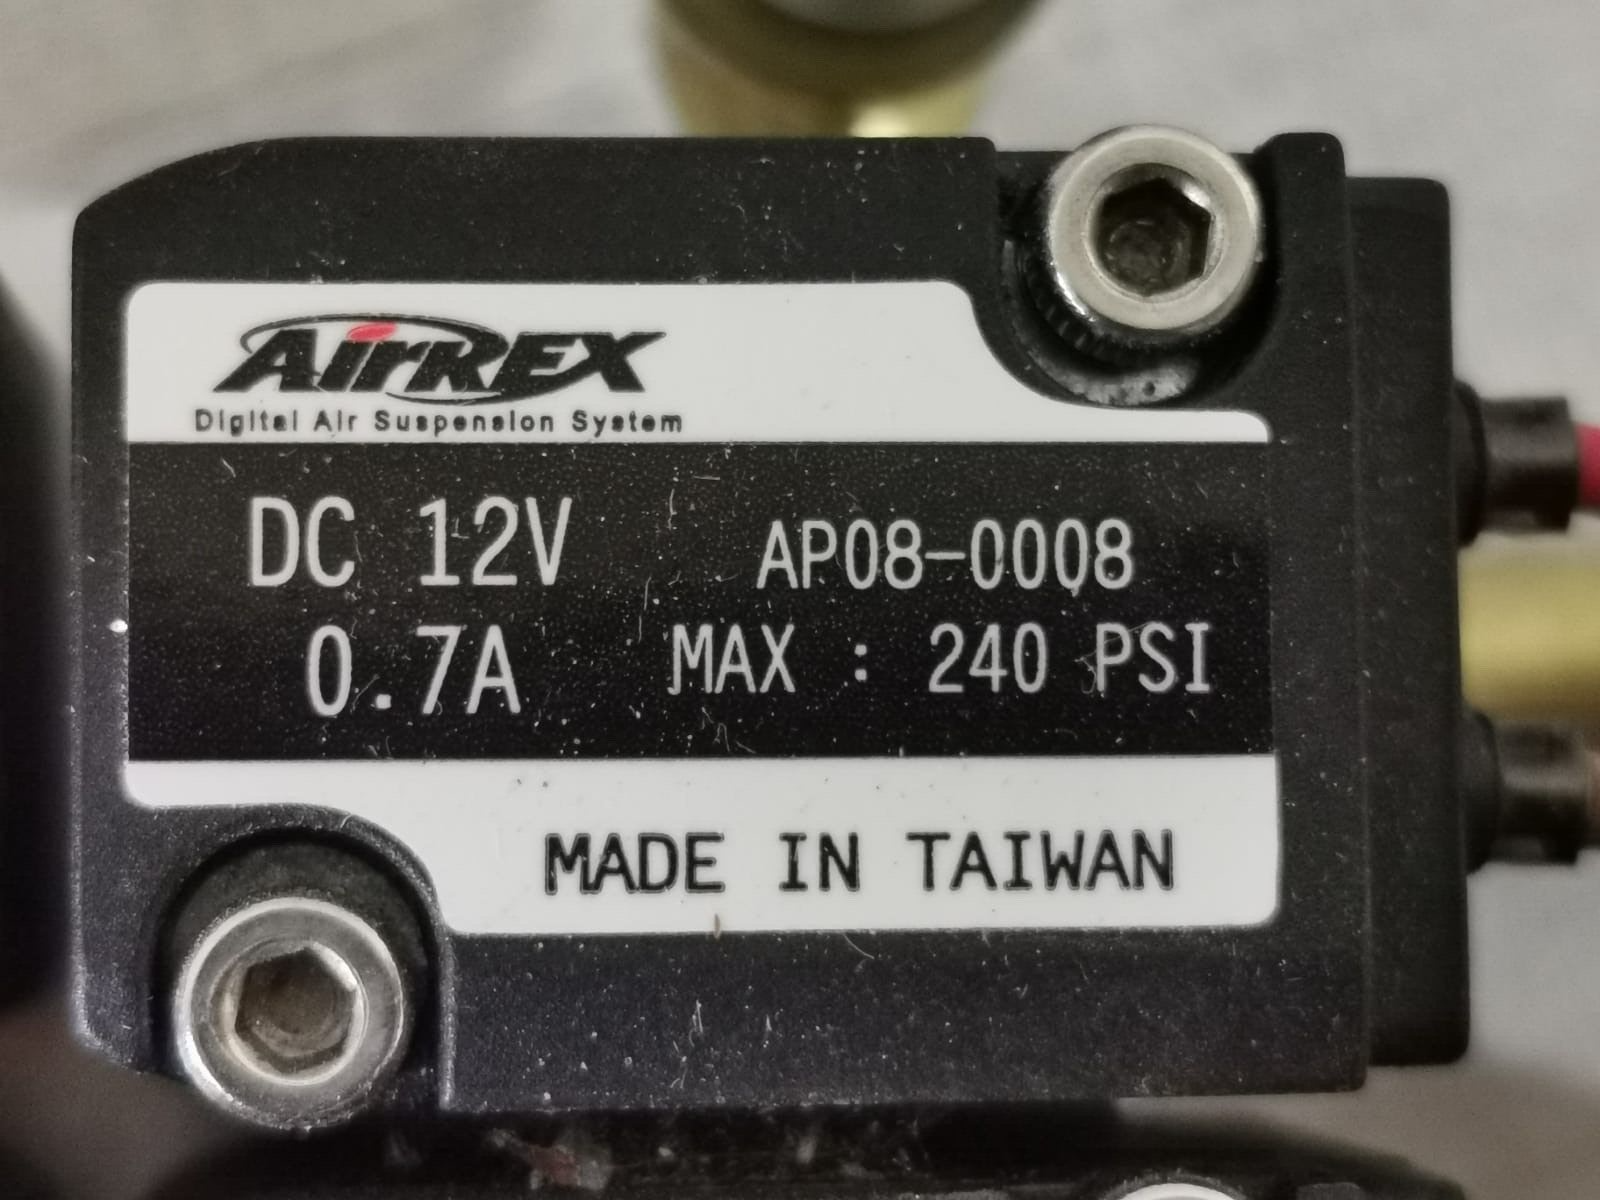 AirREX
Digital Air Suspension System
DC 12V
0.7A
AP08-0008
MAX : 240 PSI
MADE IN TAIWAN